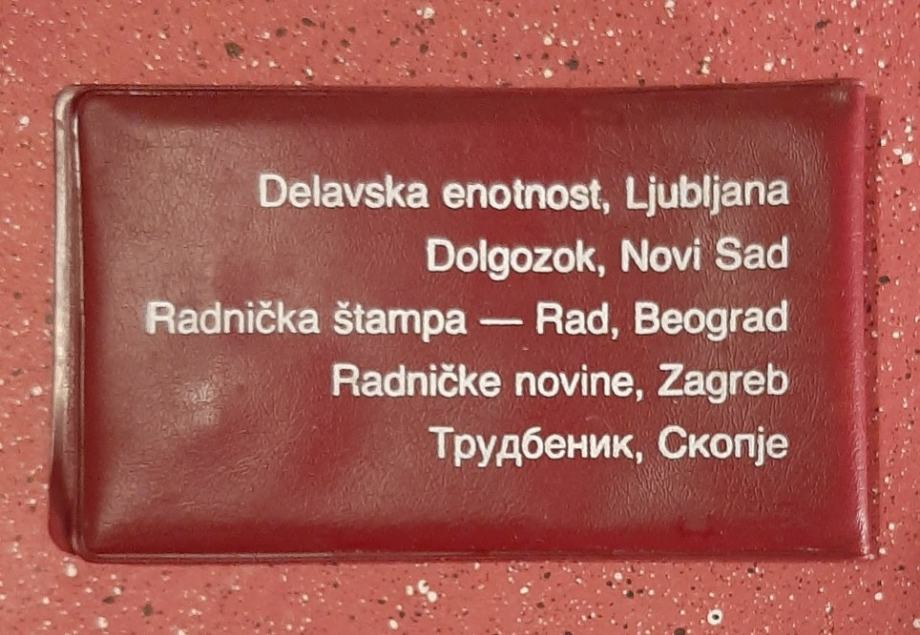 Delavska enotnost, Ljubljana
Dolgozok, Novi Sad
Radnička štampa — Rad, Beograd
Radničke novine, Zagreb
Трудбеник, Скопје